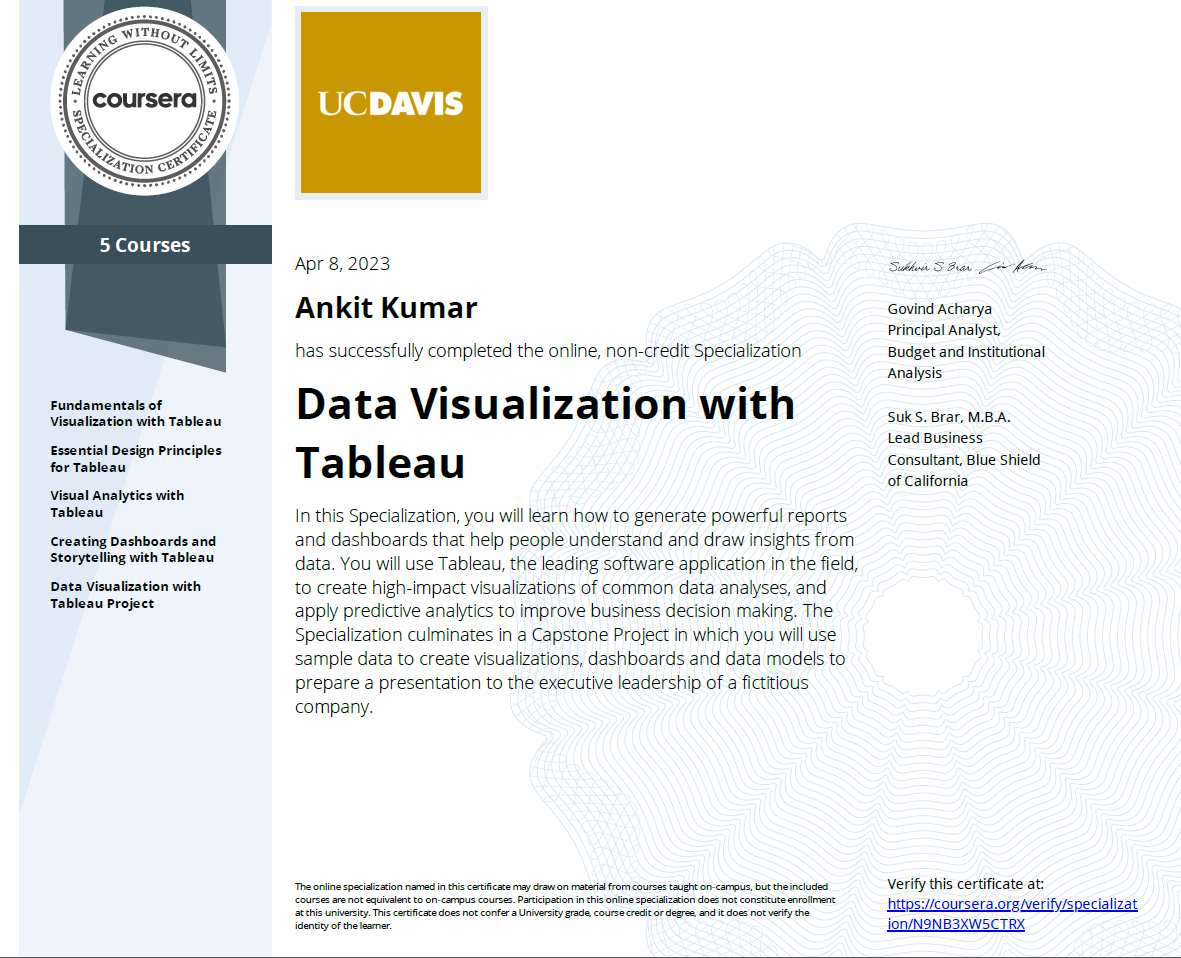 LEARNING WITHOUT LIMITS
coursera
SPECIALIZATION CERTIFICATE
UCDAVIS
5 Courses
Fundamentals of
Visualization with Tableau
Essential Design Principles
for Tableau
Visual Analytics with
Tableau
Creating Dashboards and
Storytelling with Tableau
Data Visualization with
Tableau Project
Apr 8, 2023
Ankit Kumar
has successfully completed the online, non-credit Specialization
Data Visualization with
Tableau
In this Specialization, you will learn how to generate powerful reports
and dashboards that help people understand and draw insights from
data. You will use Tableau, the leading software application in the field,
to create high-impact visualizations of common data analyses, and
apply predictive analytics to improve business decision making. The
Specialization culminates in a Capstone Project in which you will use
sample data to create visualizations, dashboards and data models to
prepare a presentation to the executive leadership of a fictitious
company.
Sukhvir S Brar
Govind Acharya
Principal Analyst,
Budget and Institutional
Analysis
Suk S. Brar, M.B.A.
Lead Business
Consultant, Blue Shield
of California
The online specialization named in this certificate may draw on material from courses taught on-campus, but the included
courses are not equivalent to on-campus courses. Participation in this online specialization does not constitute enrollment
at this university. This certificate does not confer a University grade, course credit or degree, and it does not verify the
identity of the learner.
Verify this certificate at:
https://coursera.org/verify/specializat
ion/N9NB3XW5CTRX